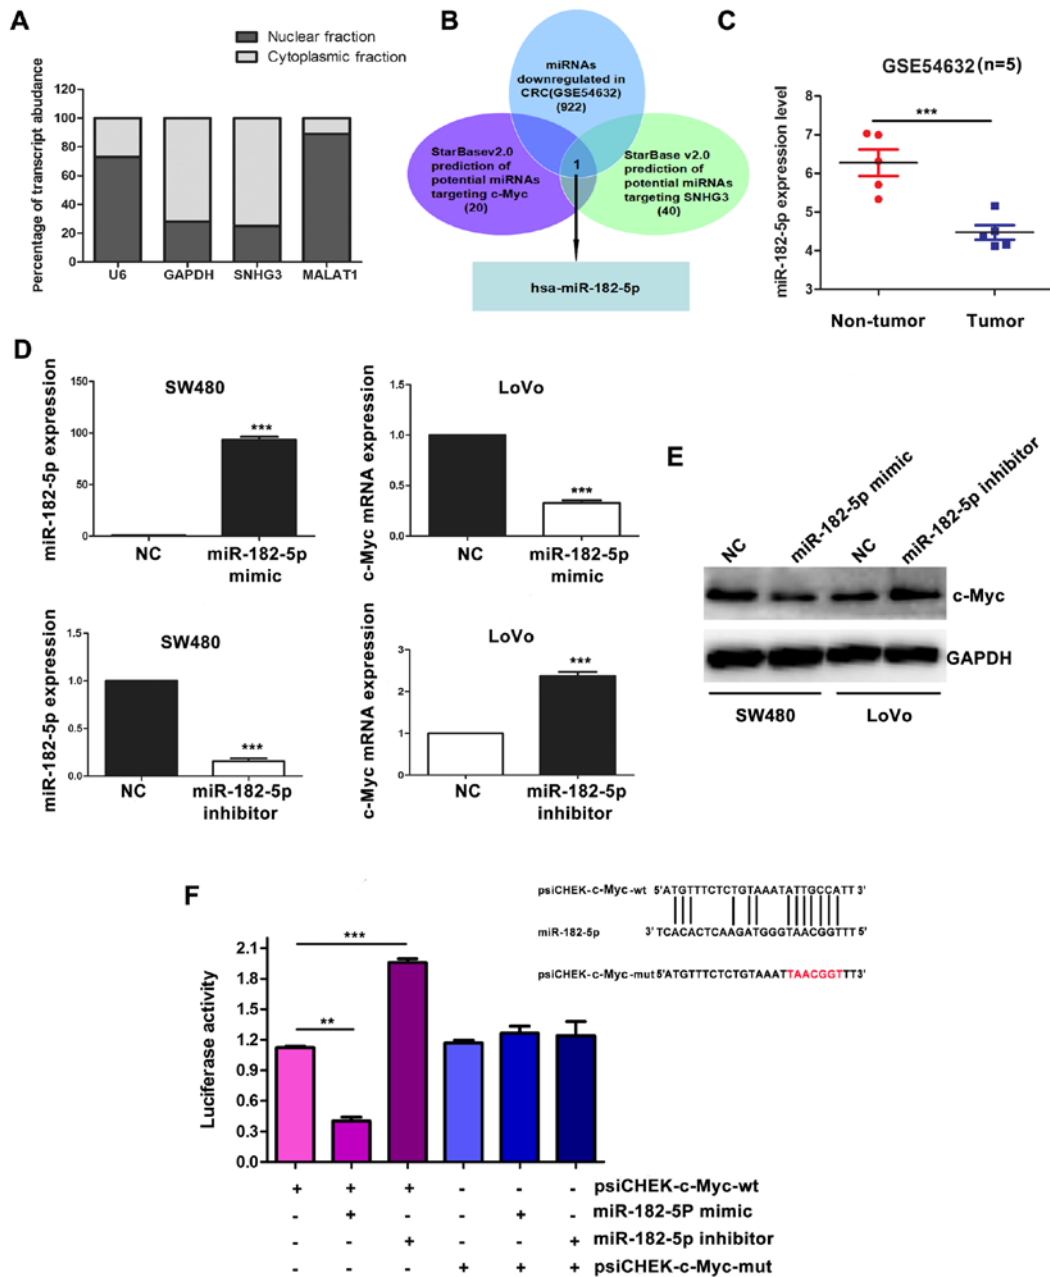 A
Nuclear fraction
Cytoplasmic fraction
Percentage of transcript abudance
120
100
80
60
40
20
0
U6 GAPDH SNHG3 MALAT1
B
miRNAs
downregulated in
CRC(GSE54632)
(922)
StarBasev2.0
prediction of
potential miRNAs
targeting c-Myc
(20)
1
StarBase v2.0
prediction of
potential miRNAs
targeting SNHG3
(40)
hsa-miR-182-5p
C
GSE54632(n=5)
miR-182-5p expression level
8
7
6
5
4
3
***
Non-tumor Tumor
D
SW480
miR-182-5p expression
150
100
50
0
***
NC miR-182-5p
mimic
LoVo
c-Myc mRNA expression
1.5
1.0
0.5
0.0
***
NC miR-182-5p
mimic
SW480
miR-182-5p expression
1.5
1.0
0.5
0.0
***
NC miR-182-5p
inhibitor
LoVo
c-Myc mRNA expression
3
2
1
0
***
NC miR-182-5p
inhibitor
E
NC miR-182-5p mimic NC miR-182-5p inhibitor
c-Myc
GAPDH
SW480 LoVo
F
psiCHEK-c-Myc-wt 5'ATGTTTCTCTGTAAATATTGCCATT 3'
miR-182-5p 3'TCACACTCAAGATGGGTAACGGTTT 5'
psiCHEK-c-Myc-mut 5'ATGTTTCTCTGTAAATTAACGGTTT3'
Luciferase activity
2.1
1.8
1.5
1.2
0.9
0.6
0.3
0.0
***
**
+ + + - - - psiCHEK-c-Myc-wt
- + - - + - miR-182-5P mimic
- - + - - + miR-182-5p inhibitor
- - - + + + psiCHEK-c-Myc-mut